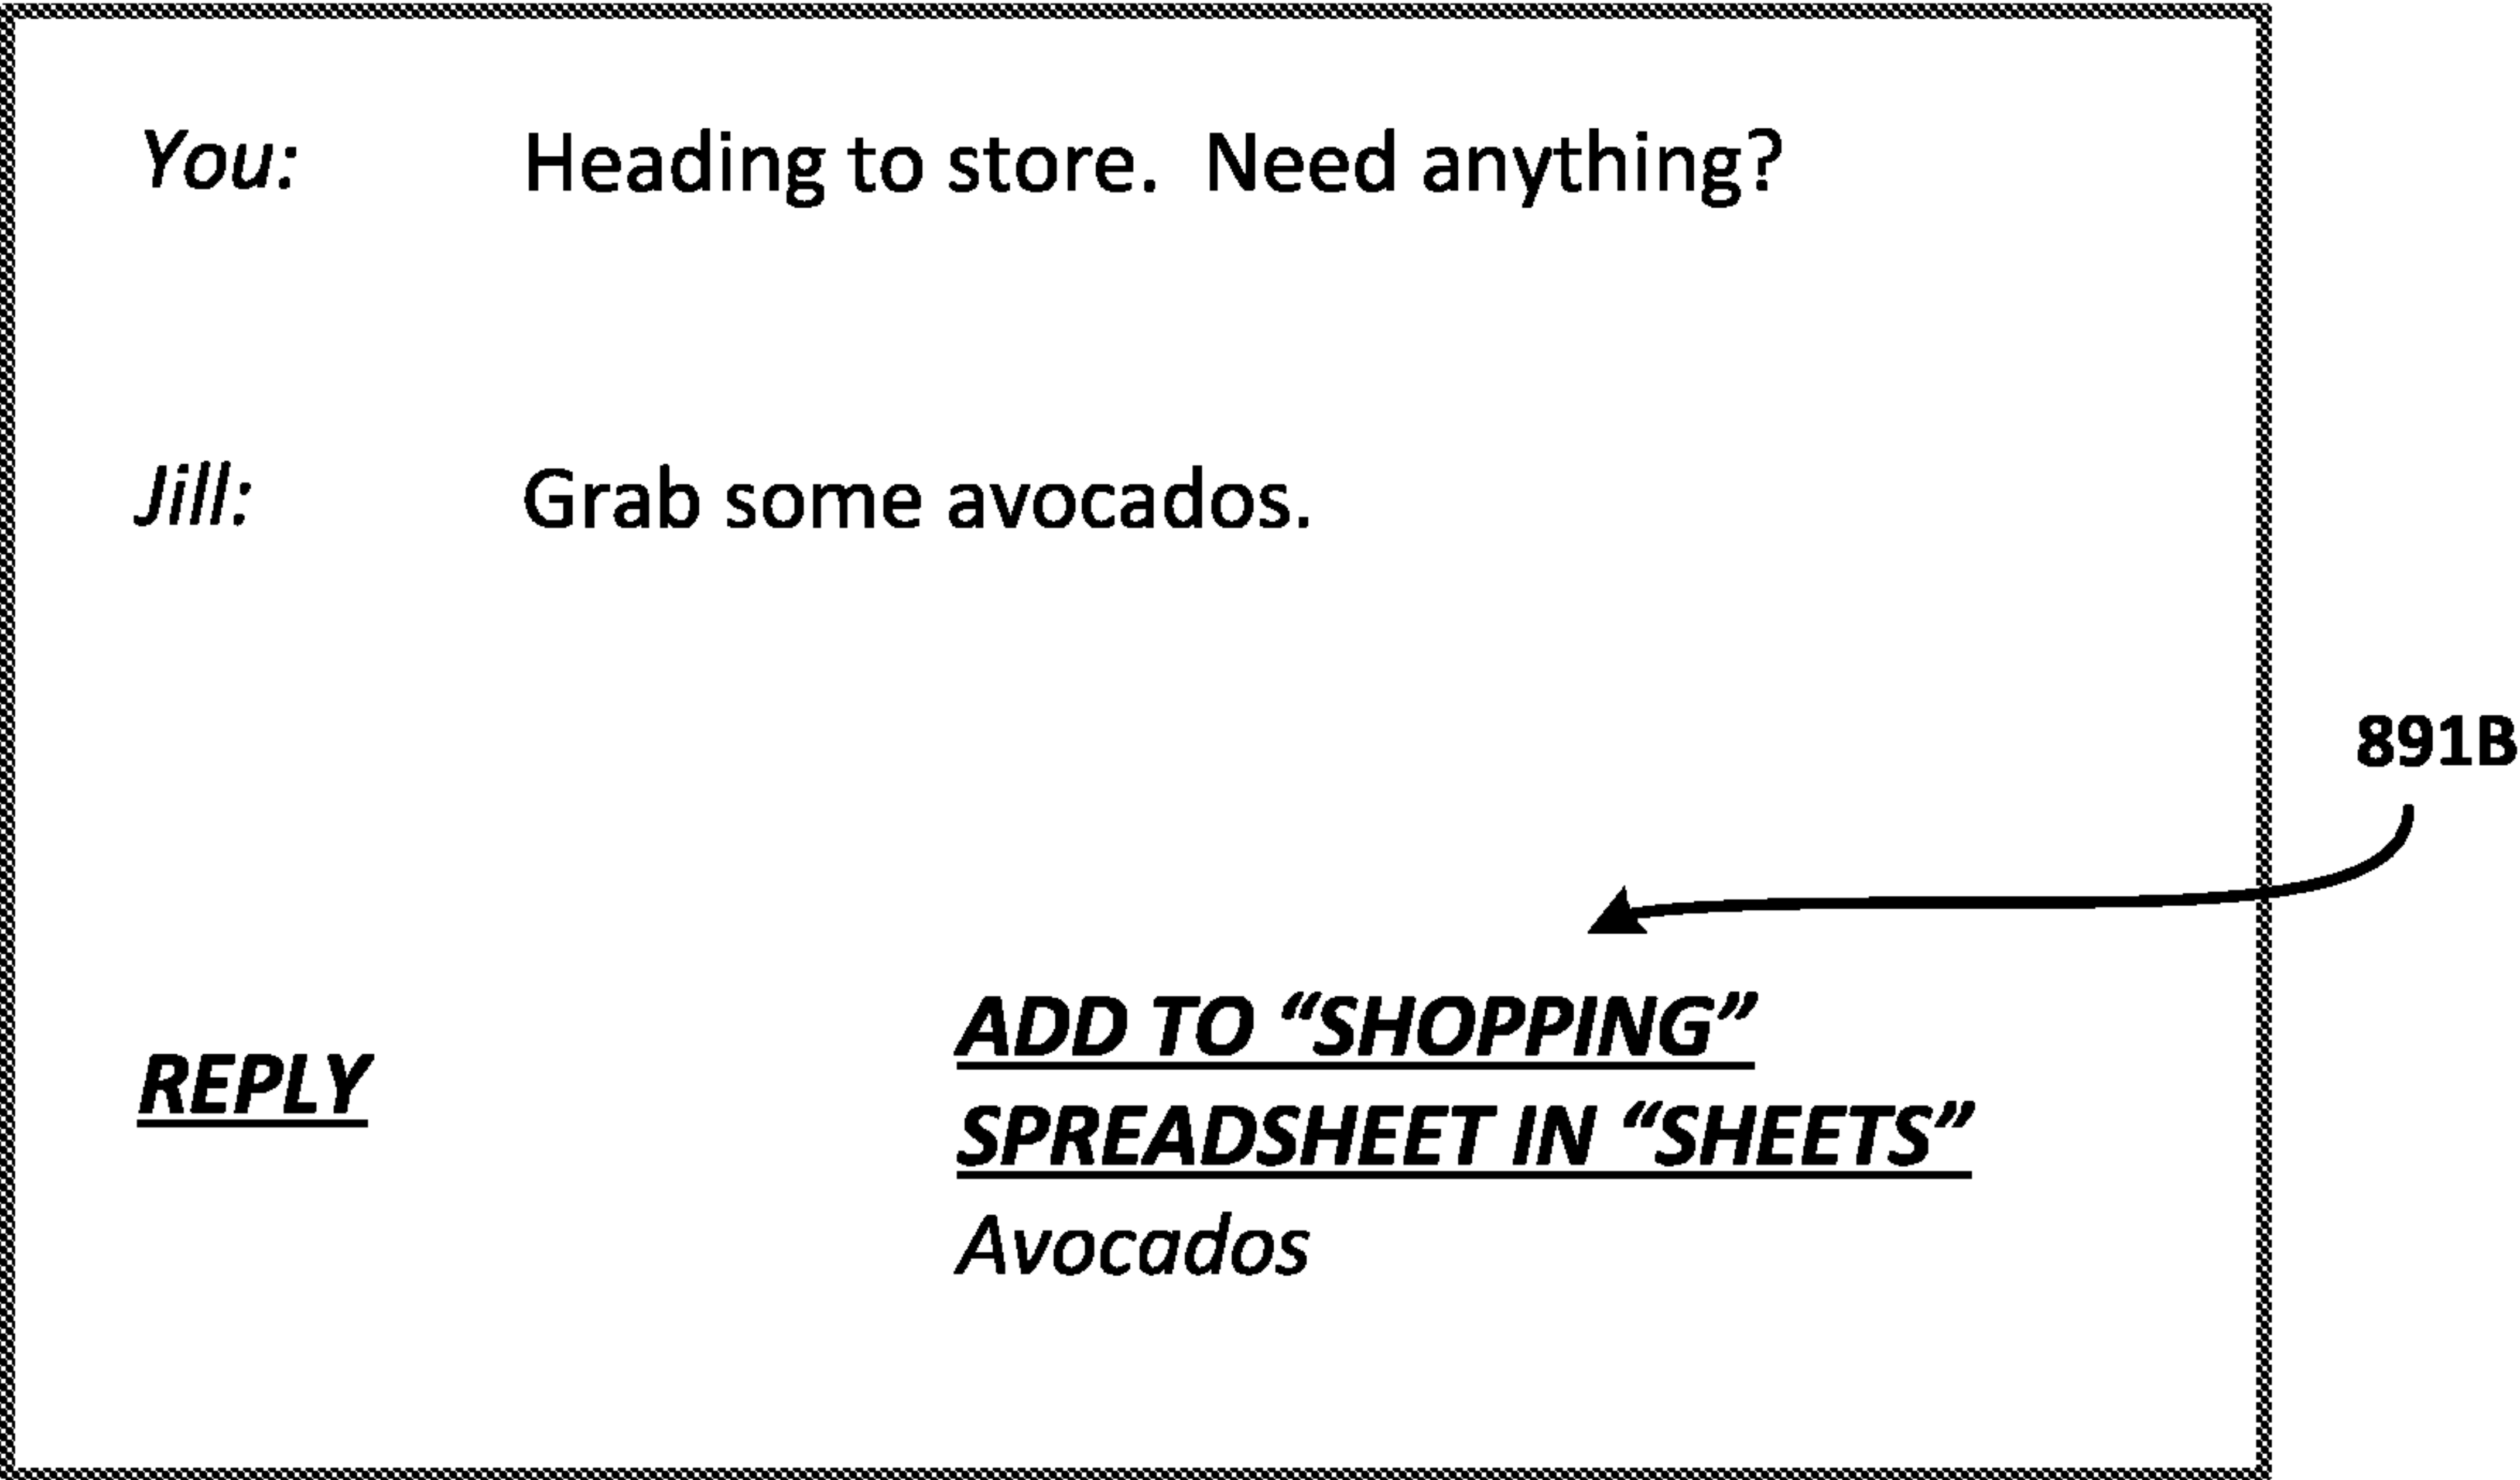 You: Heading to store. Need anything?
Jill: Grab some avocados.
891B
ADD TO “SHOPPING”
REPLY
SPREADSHEET IN “SHEETS”
Avocados